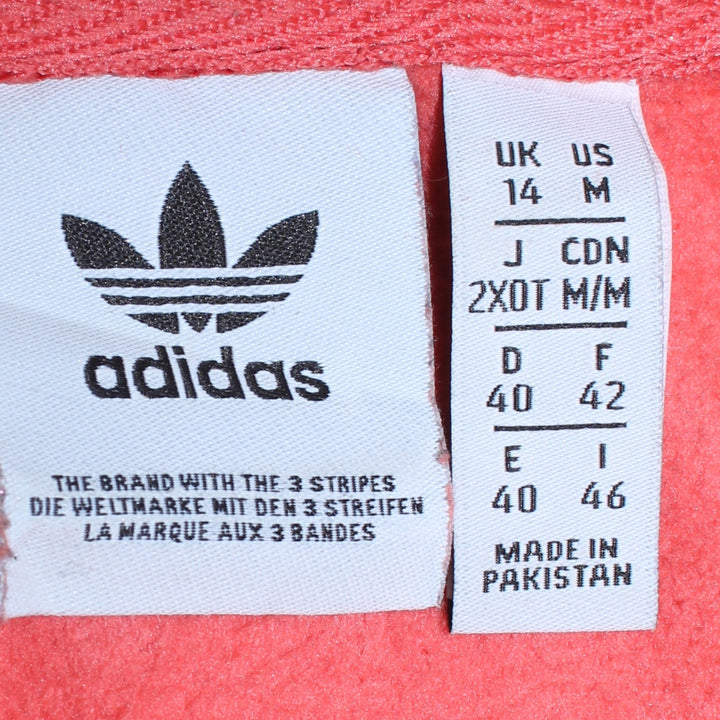 adidas
THE BRAND WITH THE 3 STRIPES
DIE WELTMARKE MIT DEN 3 STREIFEN
LA MARQUE AUX 3 BANDES
UK US
14 M
J CDN
2XOT M/M
D F
40 42
E I
40 46
MADE IN
PAKISTAN